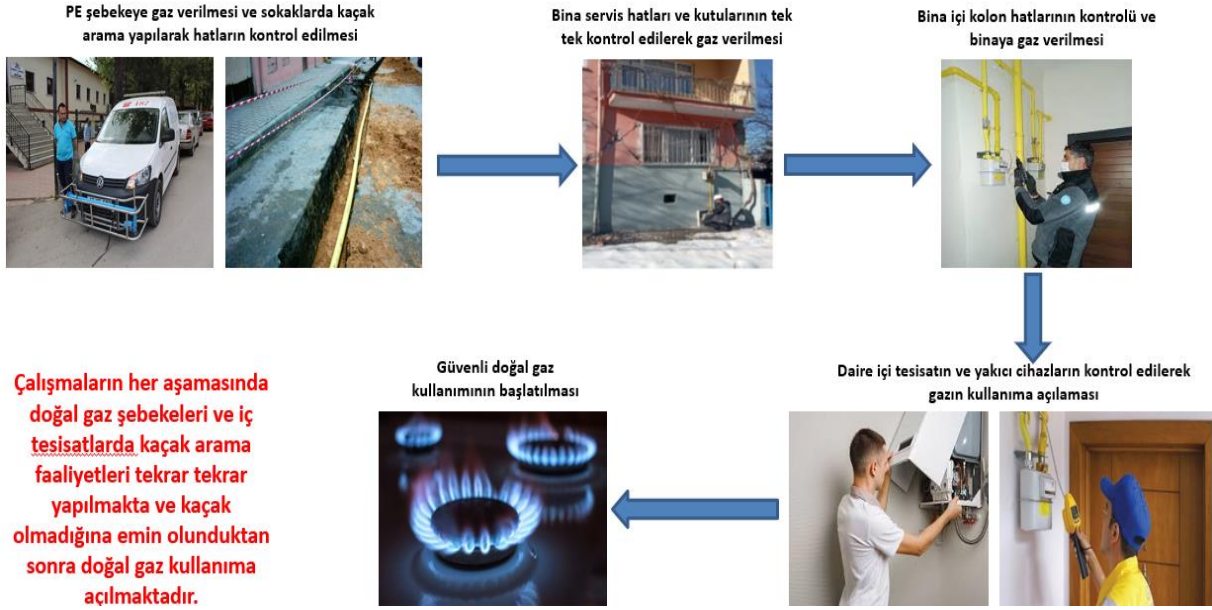 PE şebekeye gaz verilmesi ve sokaklarda kaçak
arama yapılarak hatların kontrol edilmesi
Bina servis hatları ve kutularının tek
tek kontrol edilerek gaz verilmesi
Bina içi kolon hatlarının kontrolü ve
binaya gaz verilmesi
Daire içi tesisatın ve yakıcı cihazların kontrol edilerek
gazın kullanıma açılaması
Güvenli doğal gaz
kullanımının başlatılması
Çalışmaların her aşamasında
doğal gaz şebekeleri ve iç
tesisatlarda kaçak arama
faaliyetleri tekrar tekrar
yapılmakta ve kaçak
olmadığına emin olunduktan
sonra doğal gaz kullanıma
açılmaktadır.